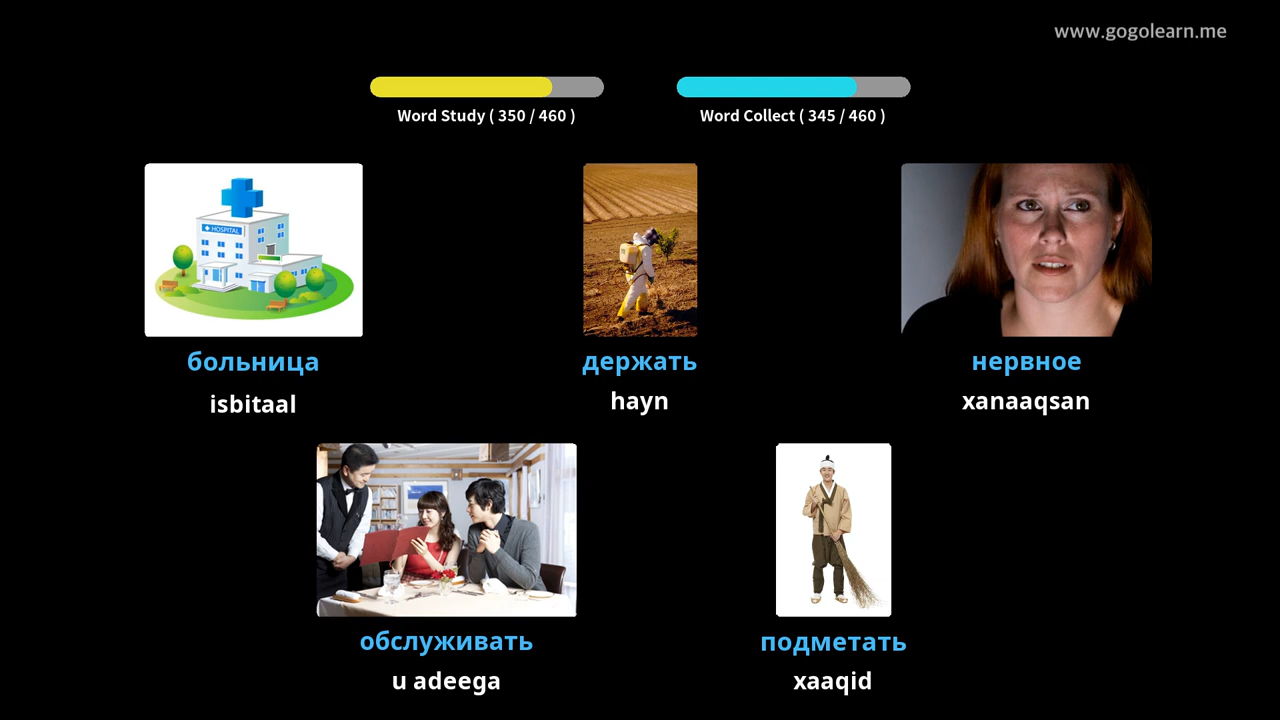 www.gogolearn.me
Word Study ( 350 / 460 )
Word Collect ( 345 / 460 )
HOSPITAL
больница
isbitaal
держать
hayn
нервное
xanaaqsan
обслуживать
u adeega
подметать
xaaqid